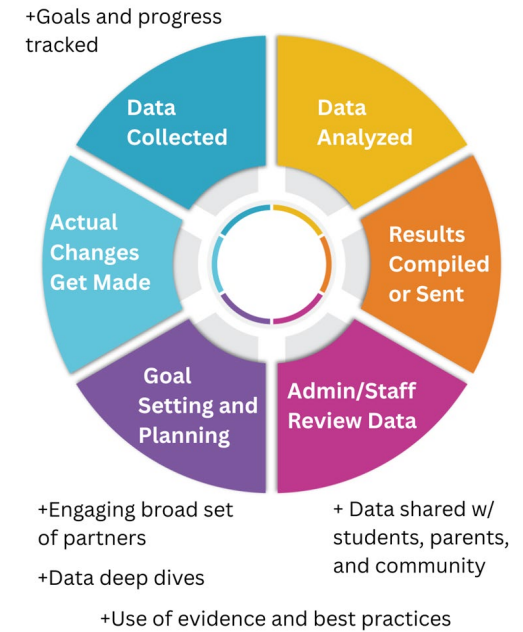 +Goals and progress
tracked
Data
Collected
Data
Analyzed
Results
Compiled
or Sent
Admin/Staff
Review Data
Goal
Setting and
Planning
Actual
Changes
Get Made
+Engaging broad set
of partners
+Data deep dives
+ Data shared w/
students, parents,
and community
+Use of evidence and best practices